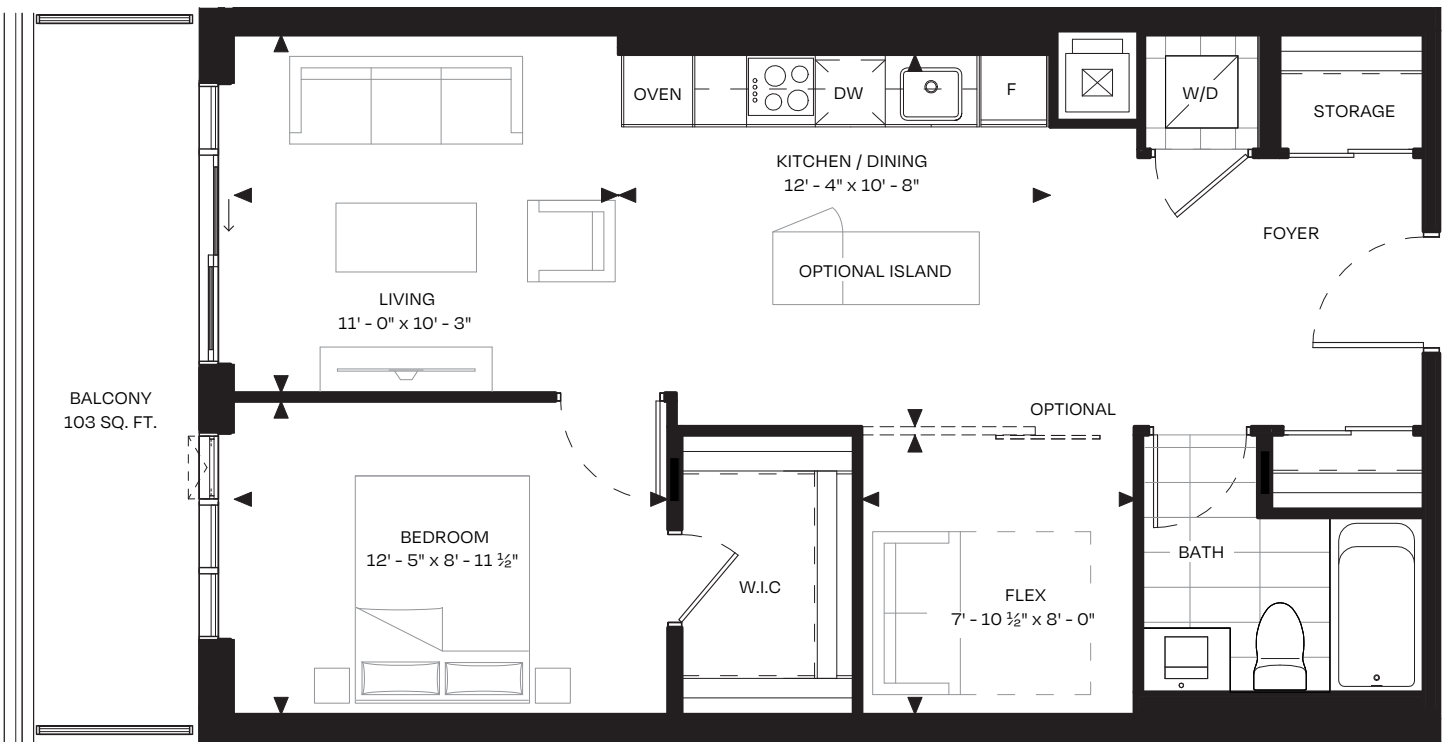 OVEN
DW
F
W/D
STORAGE
KITCHEN / DINING
12' - 4" x 10' - 8"
FOYER
OPTIONAL ISLAND
LIVING
11' - 0" x 10' - 3"
BALCONY
103 SQ. FT.
OPTIONAL
BEDROOM
12' - 5" x 8' - 11 ½"
W.I.C
FLEX
7' - 10 ½" x 8' - 0"
BATH